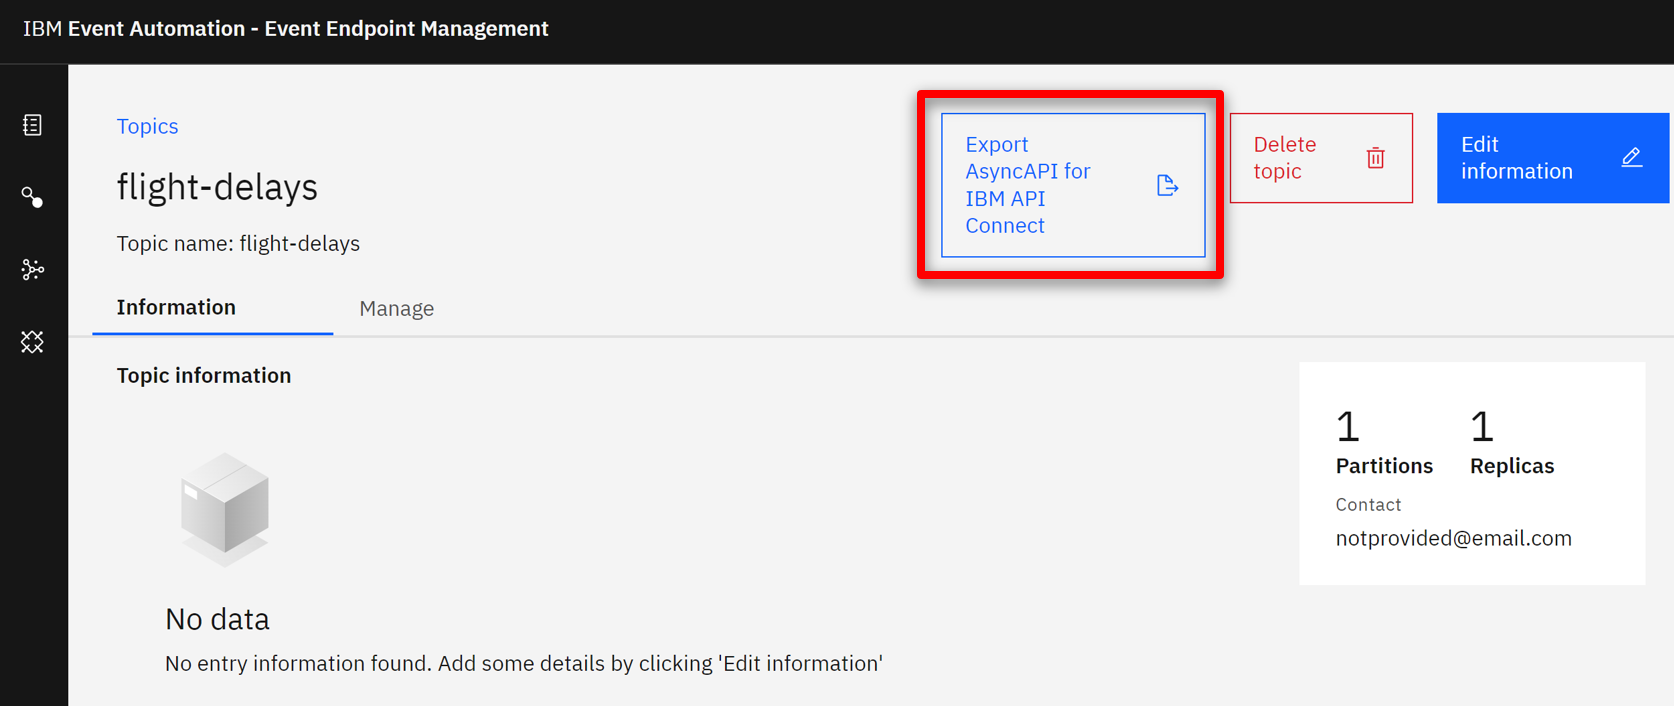 IBM Event Automation - Event Endpoint Management
Topics
flight-delays
Topic name: flight-delays
Export
AsyncAPI for
IBM API
Connect
Delete
topic
Edit
information
Information
Manage
Topic information
1
Partitions
1
Replicas
Contact
notprovided@email.com
No data
No entry information found. Add some details by clicking 'Edit information'